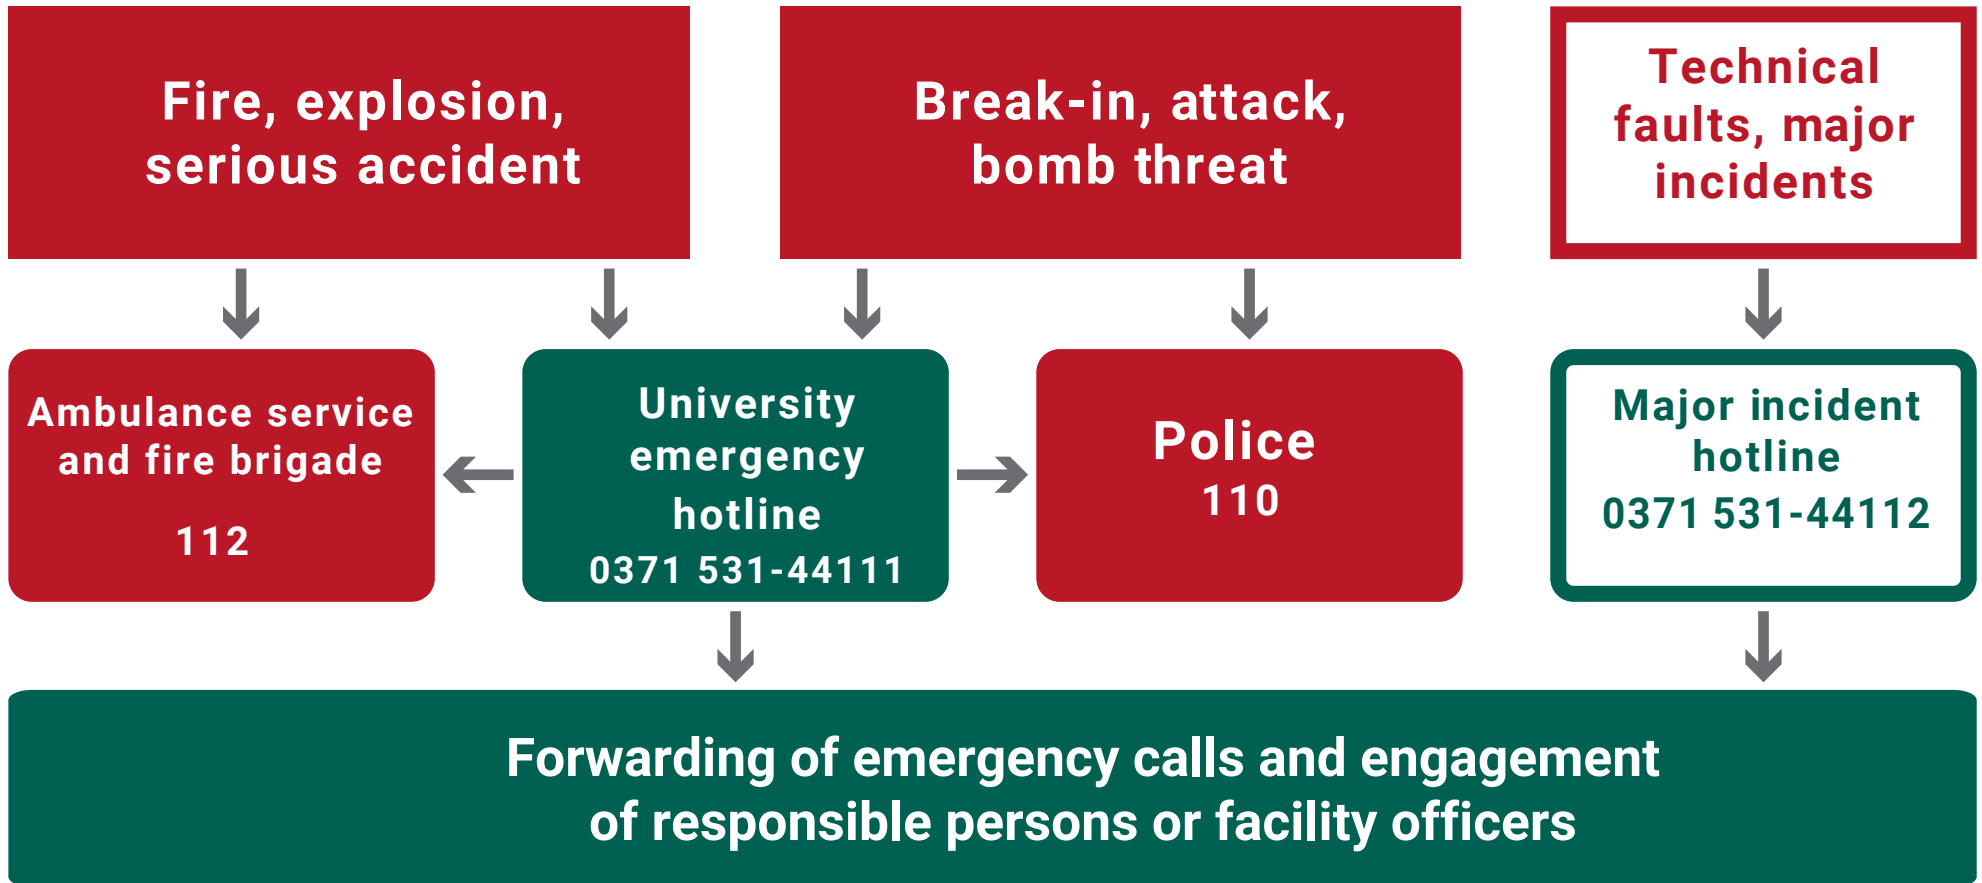 Fire, explosion,
serious accident
Break-in, attack,
bomb threat
Technical
faults, major
incidents
Ambulance service
and fire brigade
112
University
emergency
hotline
0371 531-44111
Police
110
Major incident
hotline
0371 531-44112
Forwarding of emergency calls and engagement
of responsible persons or facility officers